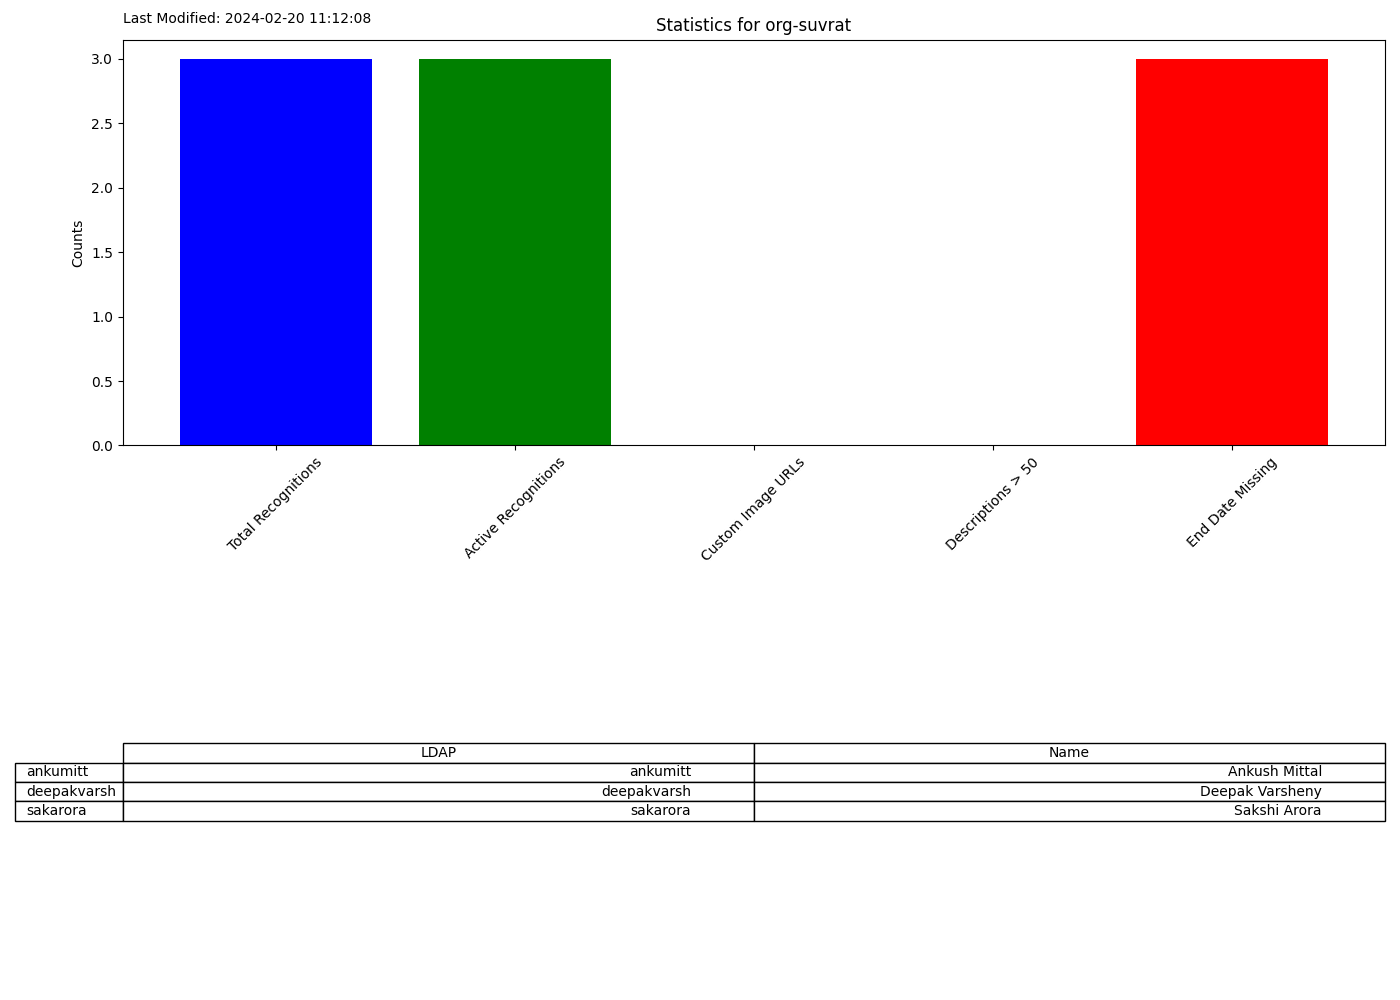 Last Modified: 2024-02-20 11:12:08
Statistics for org-suvrat
3.0
2.5
2.0
1.5
1.0
0.5
0.0
Counts
Total Recognitions
Active Recognitions
Custom Image URLs
Descriptions > 50
End Date Missing
LDAP Name
ankumitt ankumitt Ankush Mittal
deepakvarsh deepakvarsh Deepak Varsheny
sakarora sakarora Sakshi Arora